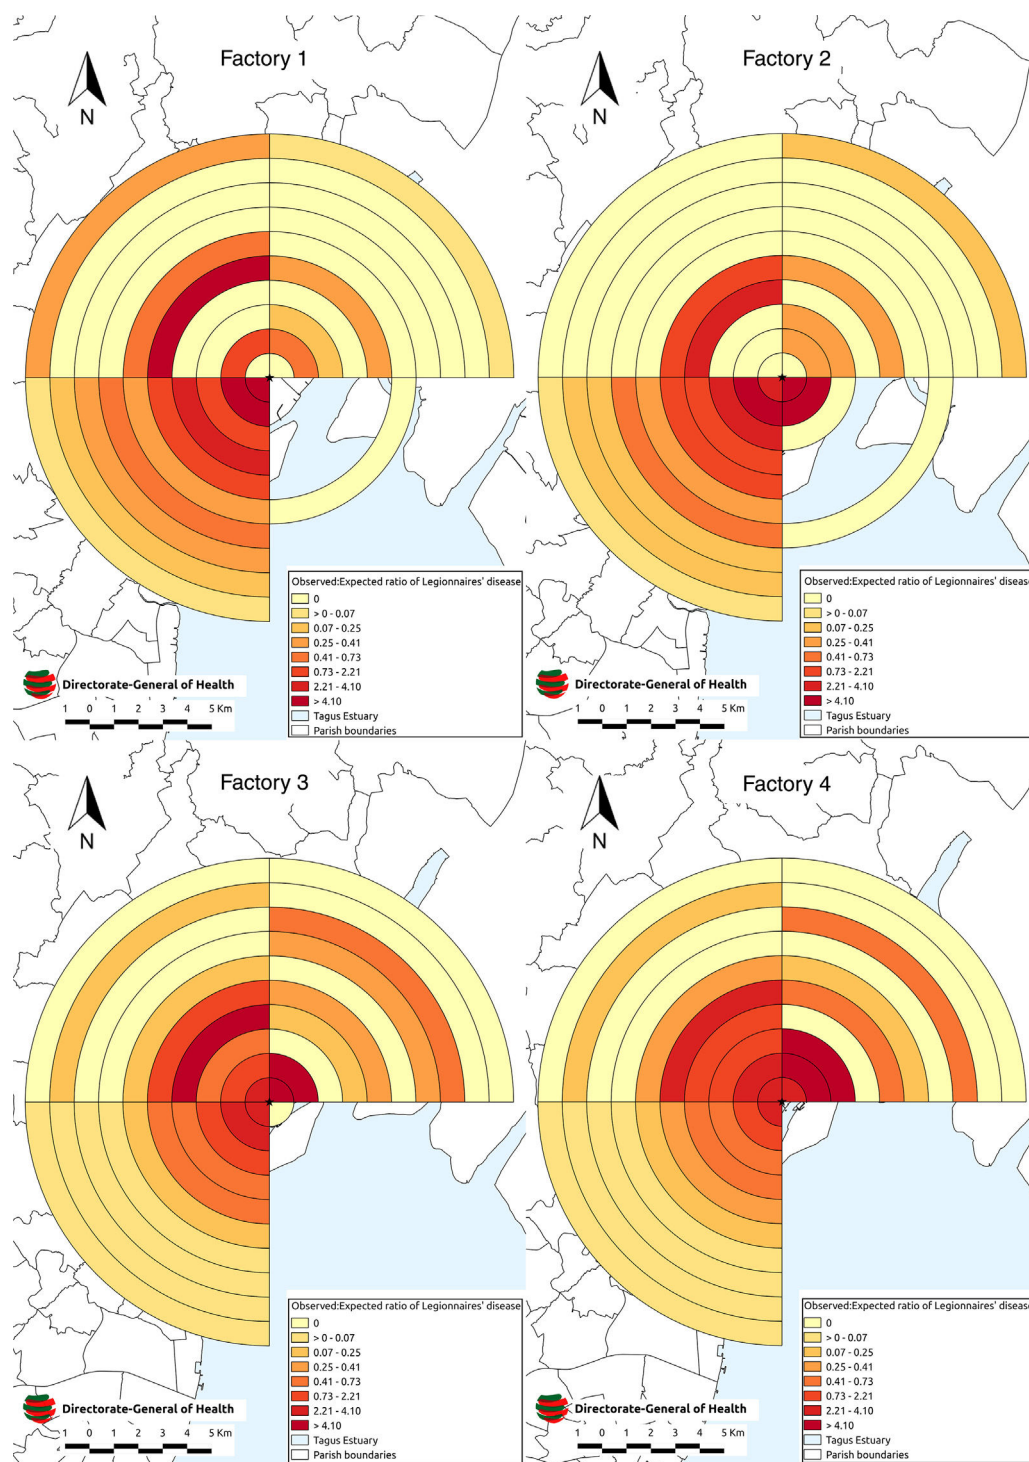 Factory 1
N
Observed:Expected ratio of Legionnaires' disease
0
> 0 - 0.07
0.07 - 0.25
0.25 - 0.41
0.41 - 0.73
0.73 - 2.21
2.21 - 4.10
> 4.10
Tagus Estuary
Parish boundaries
Directorate-General of Health
1 0 1 2 3 4 5 Km
Factory 2
N
Observed:Expected ratio of Legionnaires' disease
0
> 0 - 0.07
0.07 - 0.25
0.25 - 0.41
0.41 - 0.73
0.73 - 2.21
2.21 - 4.10
> 4.10
Tagus Estuary
Parish boundaries
Directorate-General of Health
1 0 1 2 3 4 5 Km
Factory 3
N
Observed:Expected ratio of Legionnaires' disease
0
> 0 - 0.07
0.07 - 0.25
0.25 - 0.41
0.41 - 0.73
0.73 - 2.21
2.21 - 4.10
> 4.10
Tagus Estuary
Parish boundaries
Directorate-General of Health
1 0 1 2 3 4 5 Km
Factory 4
N
Observed:Expected ratio of Legionnaires' disease
0
> 0 - 0.07
0.07 - 0.25
0.25 - 0.41
0.41 - 0.73
0.73 - 2.21
2.21 - 4.10
> 4.10
Tagus Estuary
Parish boundaries
Directorate-General of Health
1 0 1 2 3 4 5 Km